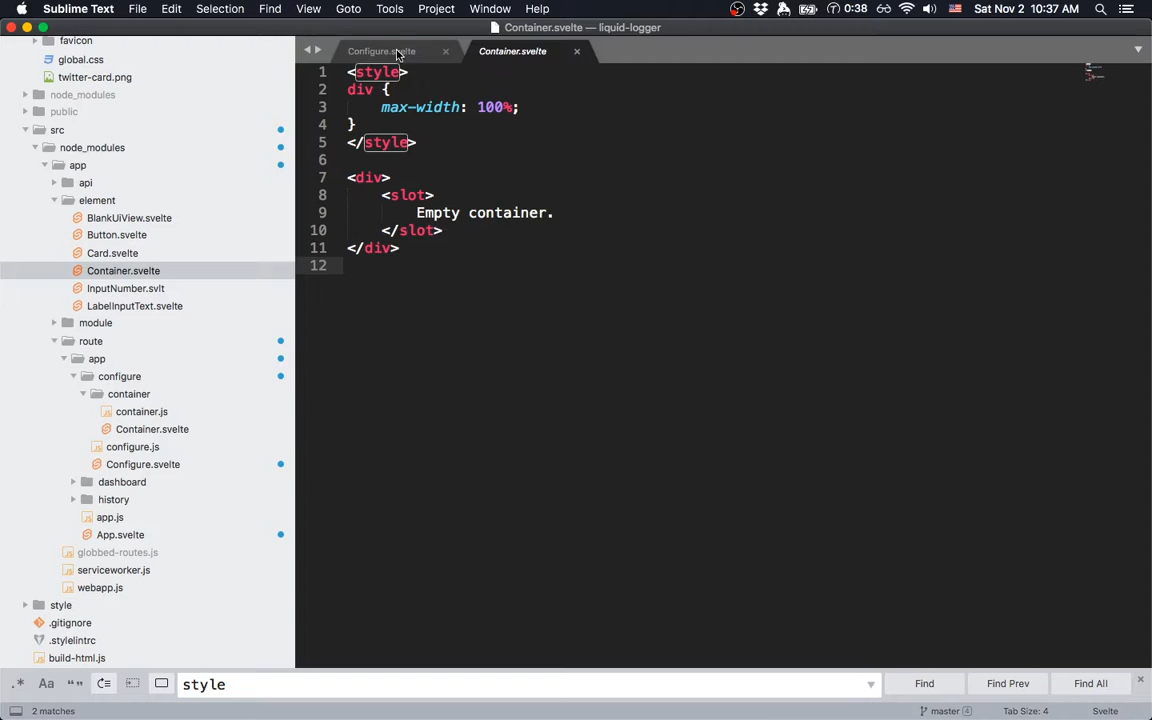 Sublime Text File Edit Selection Find View Goto Tools Project Window Help 0:38 Sat Nov 2 10:37 AM
Container.svelte — liquid-logger
favicon
global.css
twitter-card.png
node_modules
public
src
node_modules
app
api
element
BlankUiView.svelte
Button.svelte
Card.svelte
Container.svelte
InputNumber.svlt
LabelInputText.svelte
module
route
app
configure
container
container.js
Container.svelte
configure.js
Configure.svelte
dashboard
history
app.js
App.svelte
globbed-routes.js
serviceworker.js
webapp.js
style
.gitignore
.stylelintrc
build-html.js
Configure.svelte × Container.svelte ×
1 <style>
2 div {
3 max-width: 100%;
4 }
5 </style>
6
7 <div>
8 <slot>
9 Empty container.
10 </slot>
11 </div>
12
.* Aa “” style Find Find Prev Find All ×
2 matches master 4 Tab Size: 4 Svelte